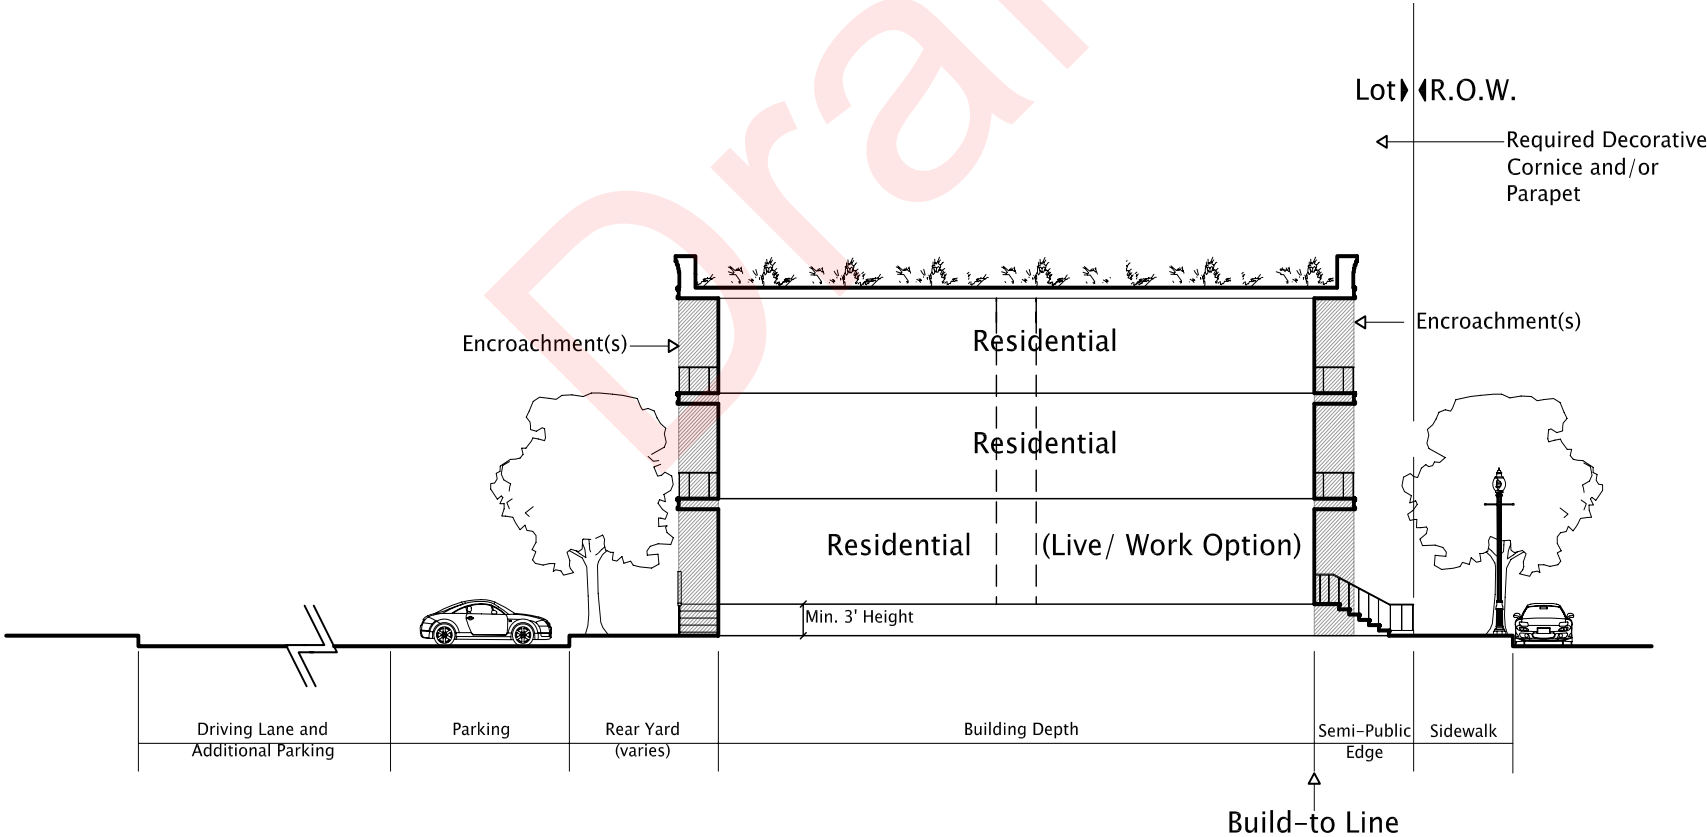 Lot
R.O.W.
Required Decorative
Cornice and/or
Parapet
Encroachment(s)
Encroachment(s)
Residential
Residential
Residential
(Live/ Work Option)
Min. 3' Height
Driving Lane and
Additional Parking
Parking
Rear Yard
(varies)
Building Depth
Semi-Public
Edge
Sidewalk
Build-to Line